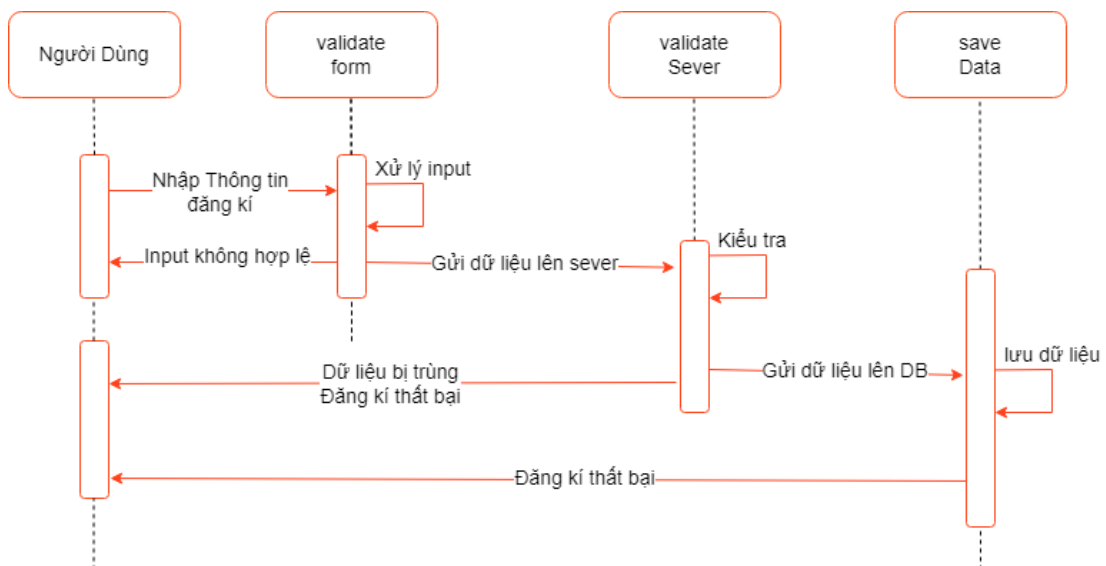 Người Dùng
validate
form
validate
Sever
save
Data
Nhập Thông tin
đăng kí
Xử lý input
Input không hợp lệ
Gửi dữ liệu lên sever
Kiểu tra
Dữ liệu bị trùng
Đăng kí thất bại
Gửi dữ liệu lên DB
lưu dữ liệu
Đăng kí thất bại